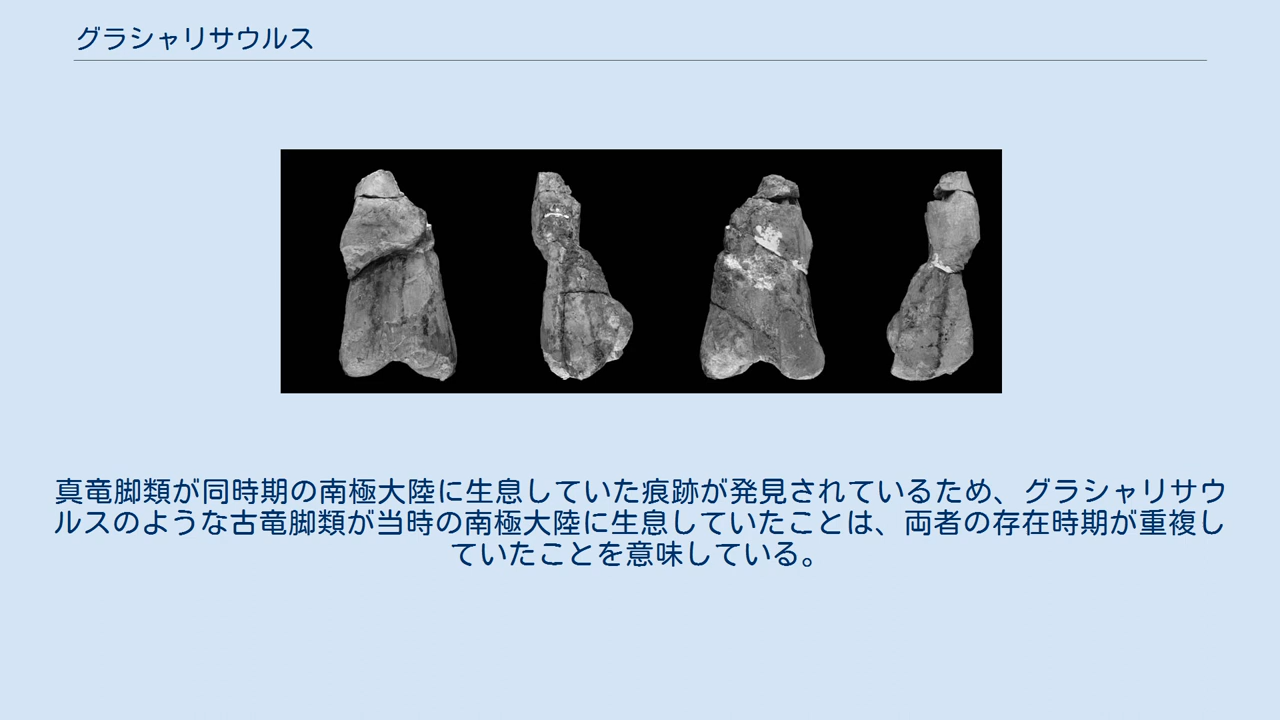 グラシャリサウルス
真竜脚類が同時期の南極大陸に生息していた痕跡が発見されているため、グラシャリサウ
ルスのような古竜脚類が当時の南極大陸に生息していたことは、両者の存在時期が重複し
ていたことを意味している。